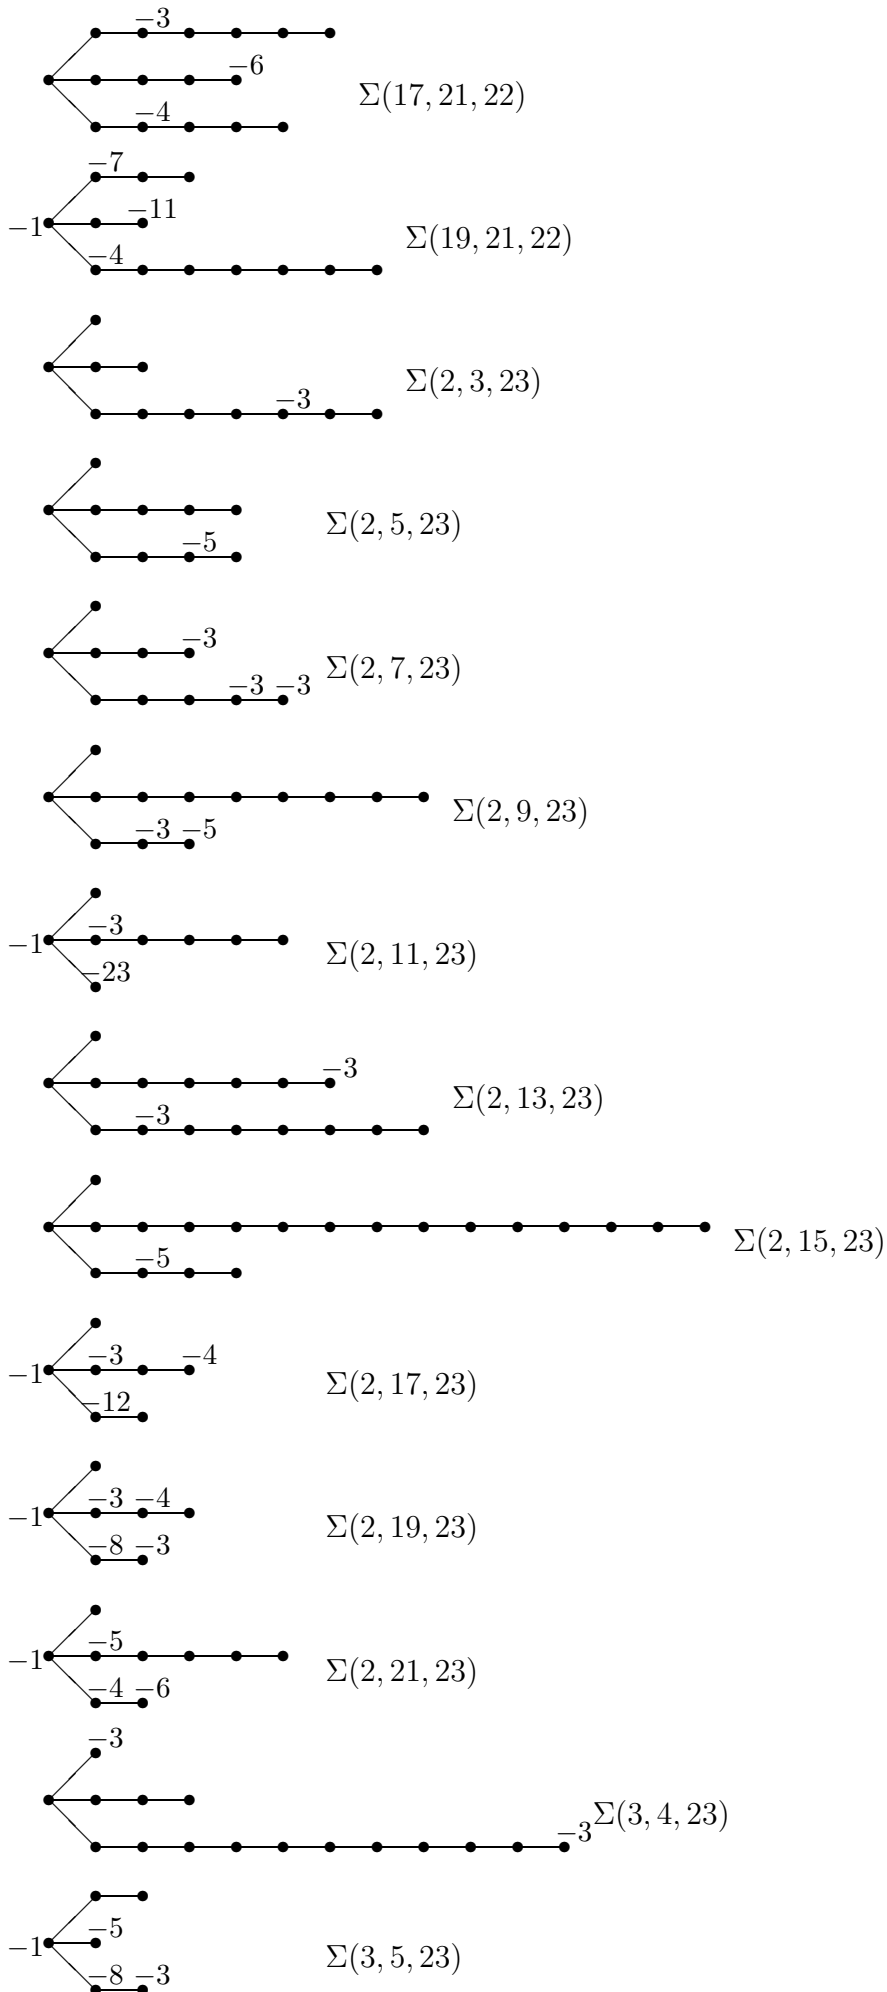 −3
−6
Σ(17, 21, 22)
−4
−7
−11
−1
Σ(19, 21, 22)
−4
Σ(2, 3, 23)
−3
Σ(2, 5, 23)
−5
−3
Σ(2, 7, 23)
−3 −3
Σ(2, 9, 23)
−3 −5
−3
−1
Σ(2, 11, 23)
−23
−3
Σ(2, 13, 23)
−3
Σ(2, 15, 23)
−5
−3 −4
−1
Σ(2, 17, 23)
−12
−3 −4
−1
Σ(2, 19, 23)
−8 −3
−5
−1
Σ(2, 21, 23)
−4 −6
−3
Σ(3, 4, 23)
−3
−5
−1
Σ(3, 5, 23)
−8 −3